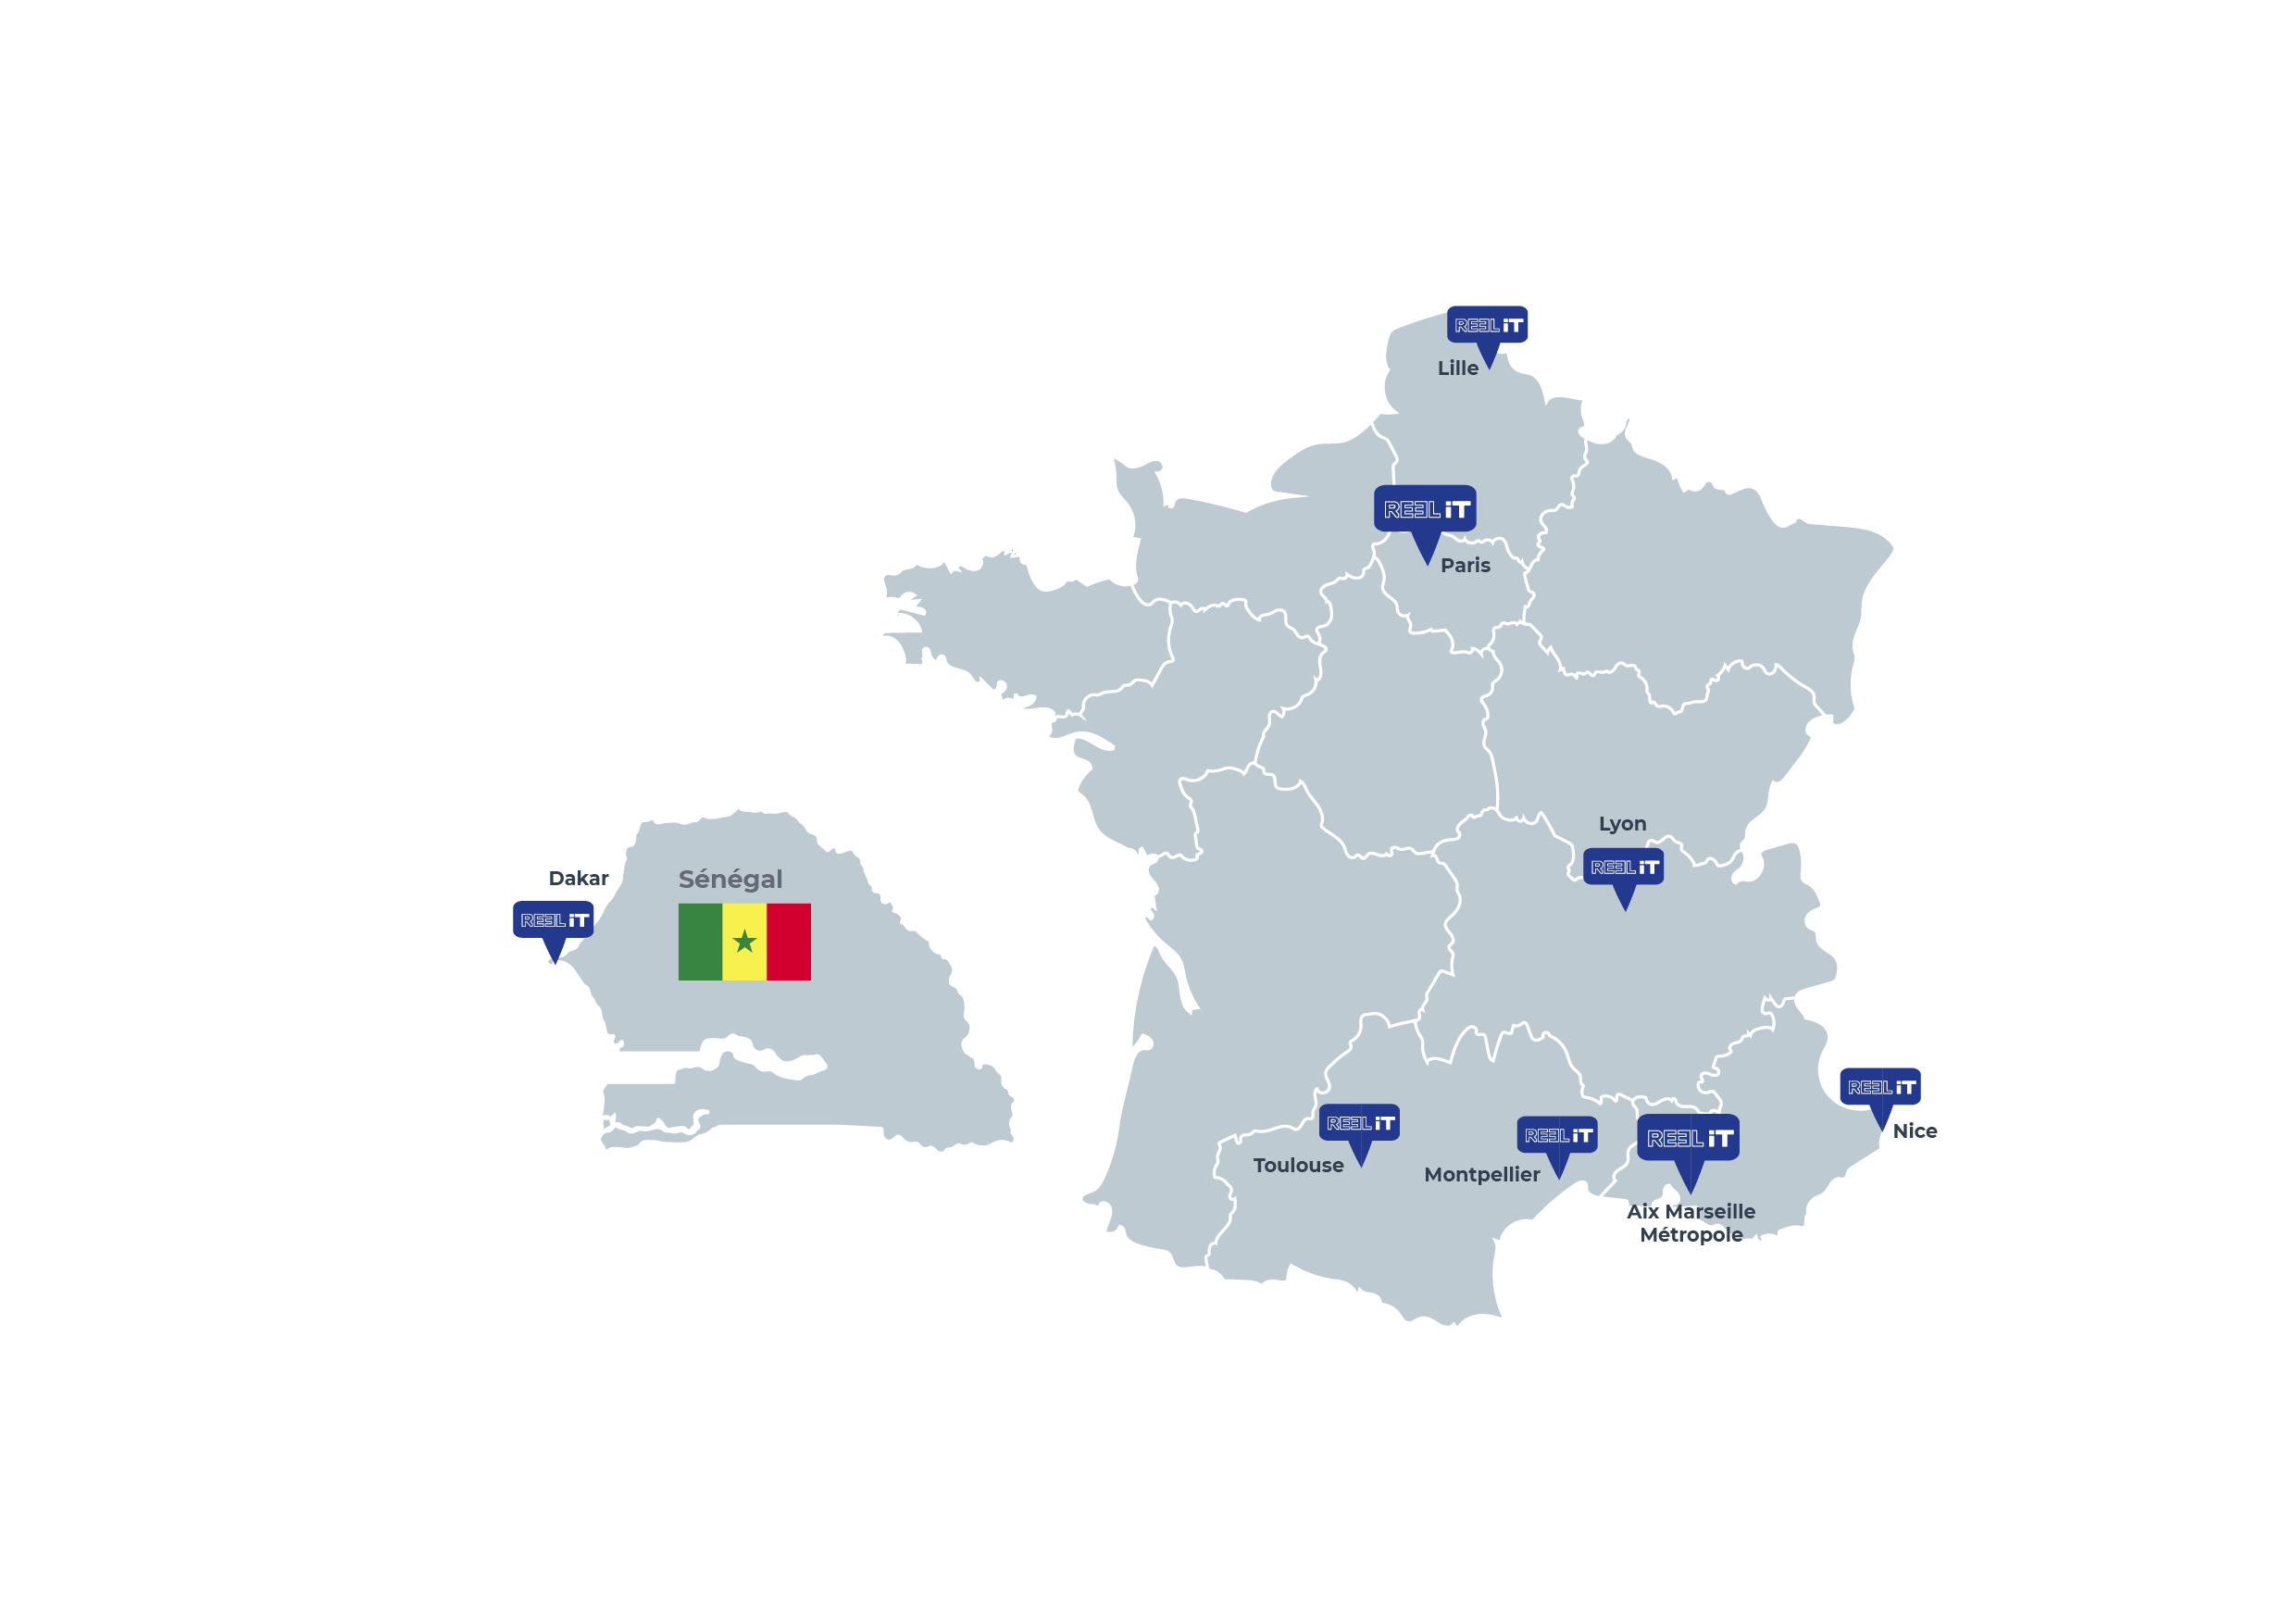 REEL iT
Lille
REEL iT
Paris
Lyon
REEL iT
Dakar
REEL iT
Sénégal
REEL iT
Nice
REEL iT
Toulouse
REEL iT
Montpellier
REEL iT
Aix Marseille
Métropole